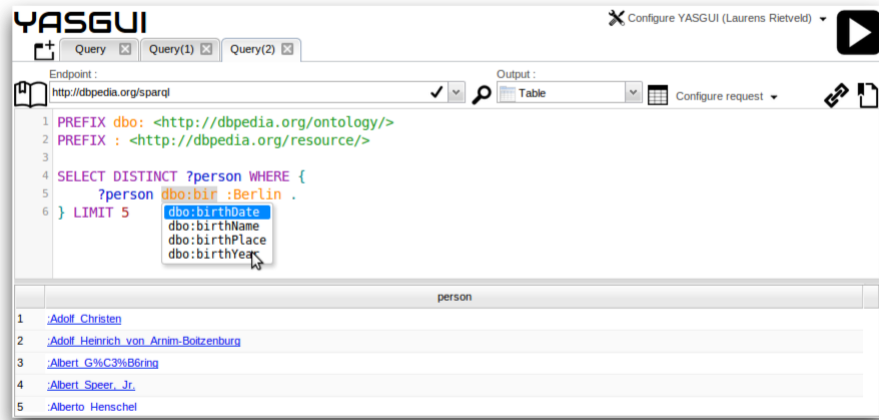 YASGUI
Configure YASGUI (Laurens Rietveld)
Query Query(1) Query(2)
Endpoint : Output :
http://dbpedia.org/sparql Table Configure request
1 PREFIX dbo: <http://dbpedia.org/ontology/>
2 PREFIX : <http://dbpedia.org/resource/>
3
4 SELECT DISTINCT ?person WHERE {
5 ?person dbo:bir :Berlin .
6 } LIMIT 5
dbo:birthDate
dbo:birthName
dbo:birthPlace
dbo:birthYear
person
1 :Adolf_Christen
2 :Adolf_Heinrich_von_Arnim-Boitzenburg
3 :Albert_G%C3%B6ring
4 :Albert_Speer,_Jr.
5 :Alberto_Henschel